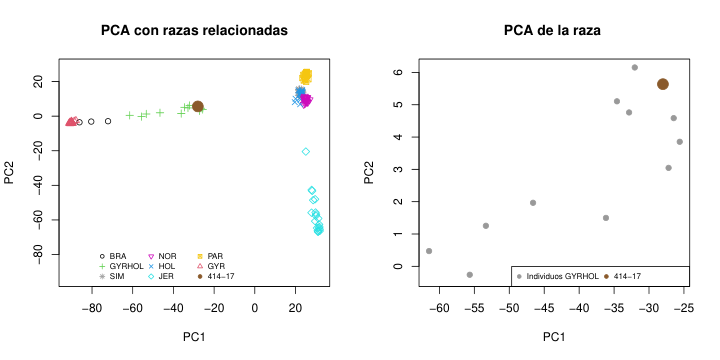 PCA con razas relacionadas
PC2
20
0
−20
−40
−60
−80
BRA
GYRHOL
SIM
NOR
HOL
JER
PAR
GYR
414−17
−80 −60 −40 −20 0 20
PC1
PCA de la raza
PC2
6
5
4
3
2
1
0
Individuos GYRHOL 414−17
−60 −55 −50 −45 −40 −35 −30 −25
PC1